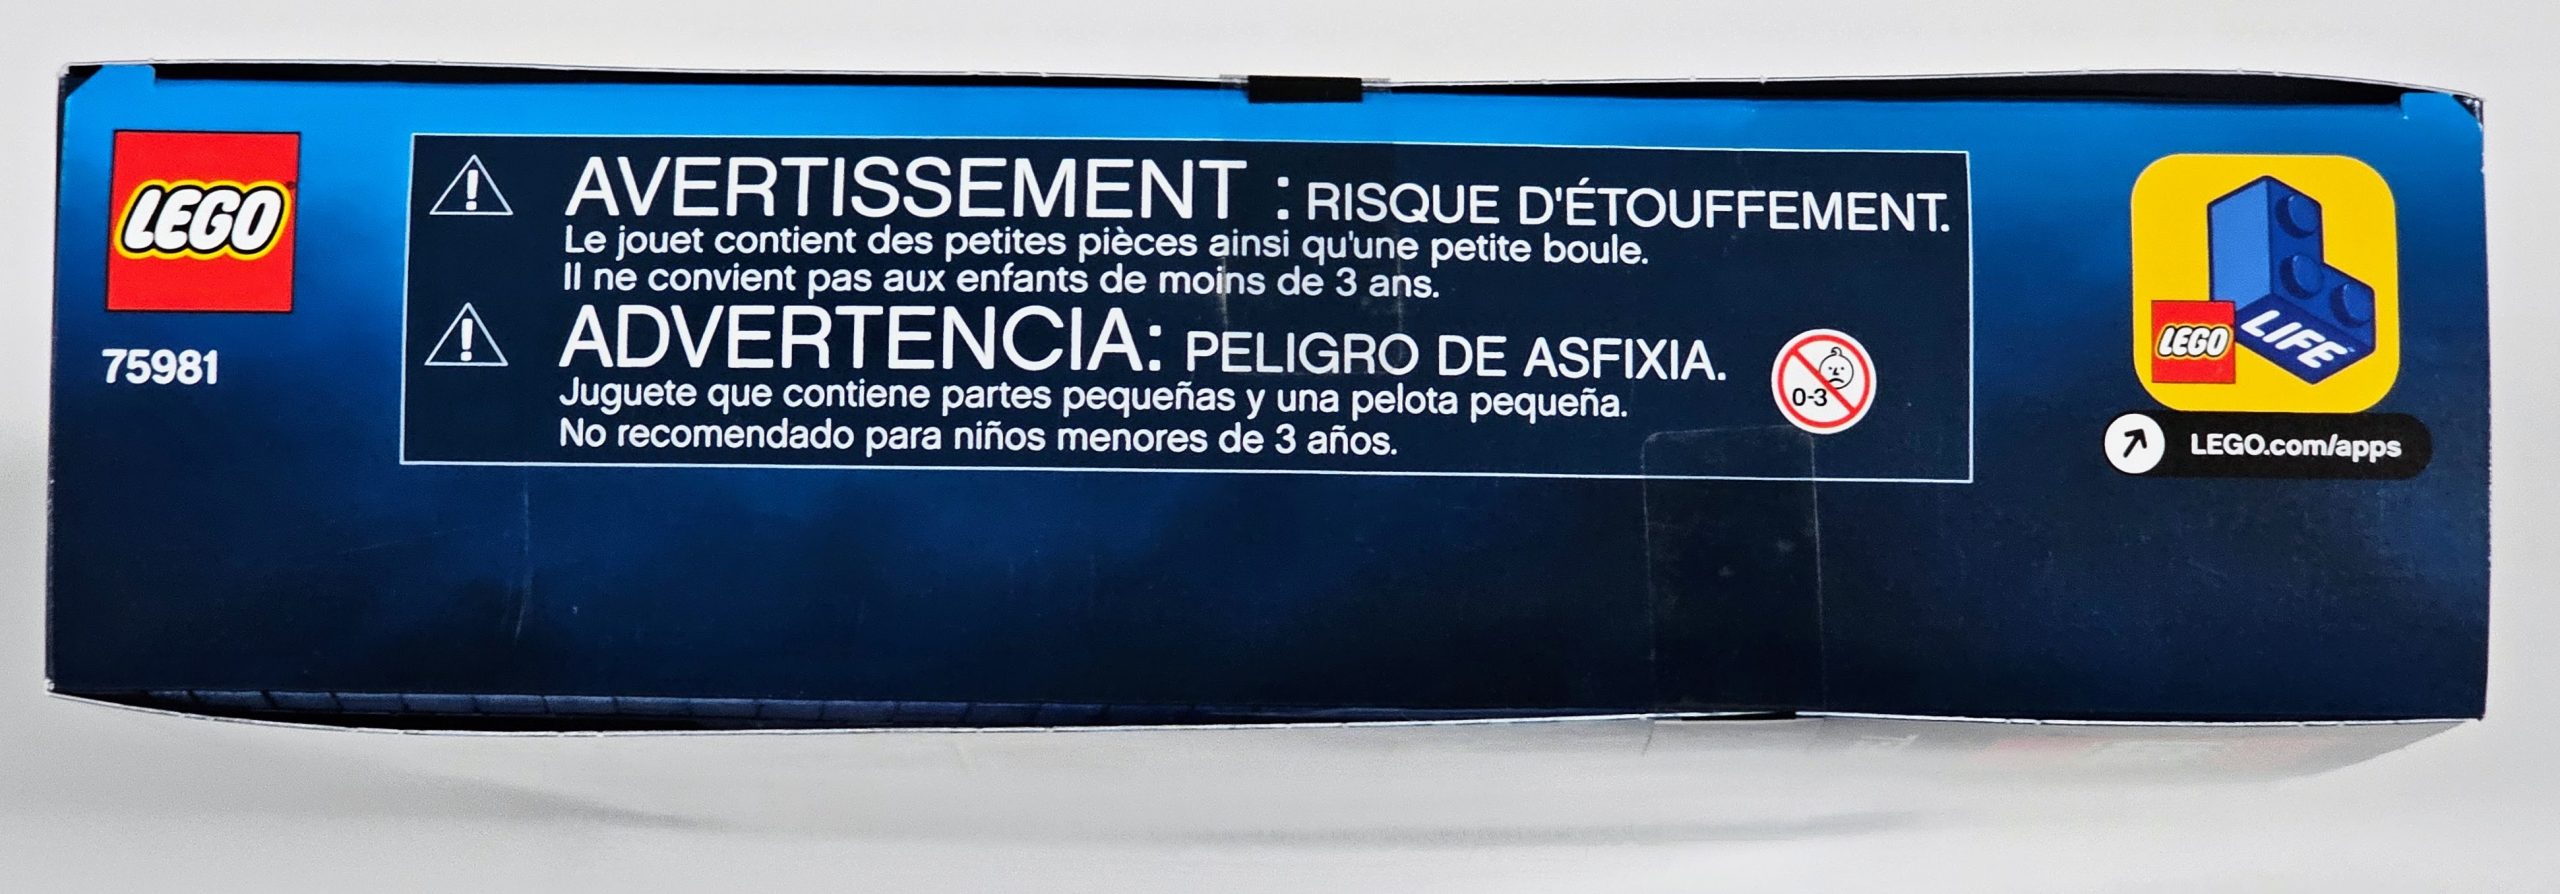 LEGO
75981
AVERTISSEMENT : RISQUE D'ÉTOUFFEMENT.
Le jouet contient des petites pièces ainsi qu'une petite boule.
Il ne convient pas aux enfants de moins de 3 ans.
ADVERTENCIA: PELIGRO DE ASFIXIA.
Juguete que contiene partes pequeñas y una pelota pequeña.
No recomendado para niños menores de 3 años.
0-3
LEGO
LIFE
LEGO.com/apps